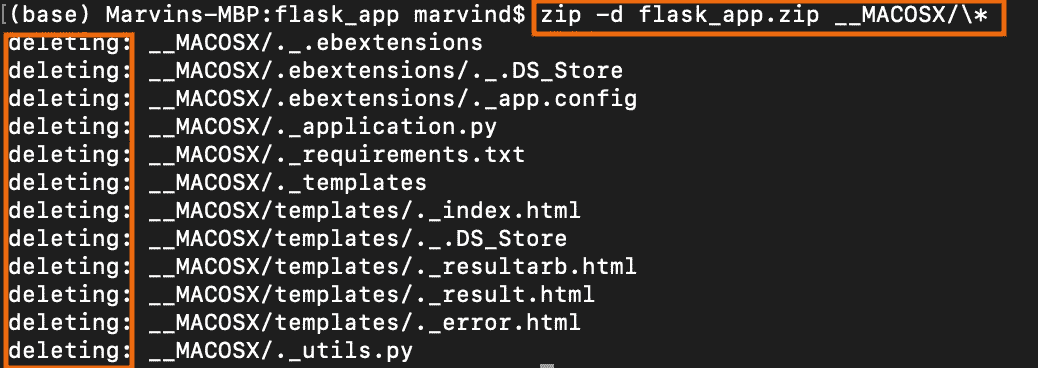 (base) Marvins-MBP:flask_app marvind$ zip -d flask_app.zip __MACOSX/\*
deleting: __MACOSX/._.ebextensions
deleting: __MACOSX/.ebextensions/._.DS_Store
deleting: __MACOSX/.ebextensions/._app.config
deleting: __MACOSX/._application.py
deleting: __MACOSX/._requirements.txt
deleting: __MACOSX/._templates
deleting: __MACOSX/templates/._index.html
deleting: __MACOSX/templates/._.DS_Store
deleting: __MACOSX/templates/._resultarb.html
deleting: __MACOSX/templates/._result.html
deleting: __MACOSX/templates/._error.html
deleting: __MACOSX/._utils.py